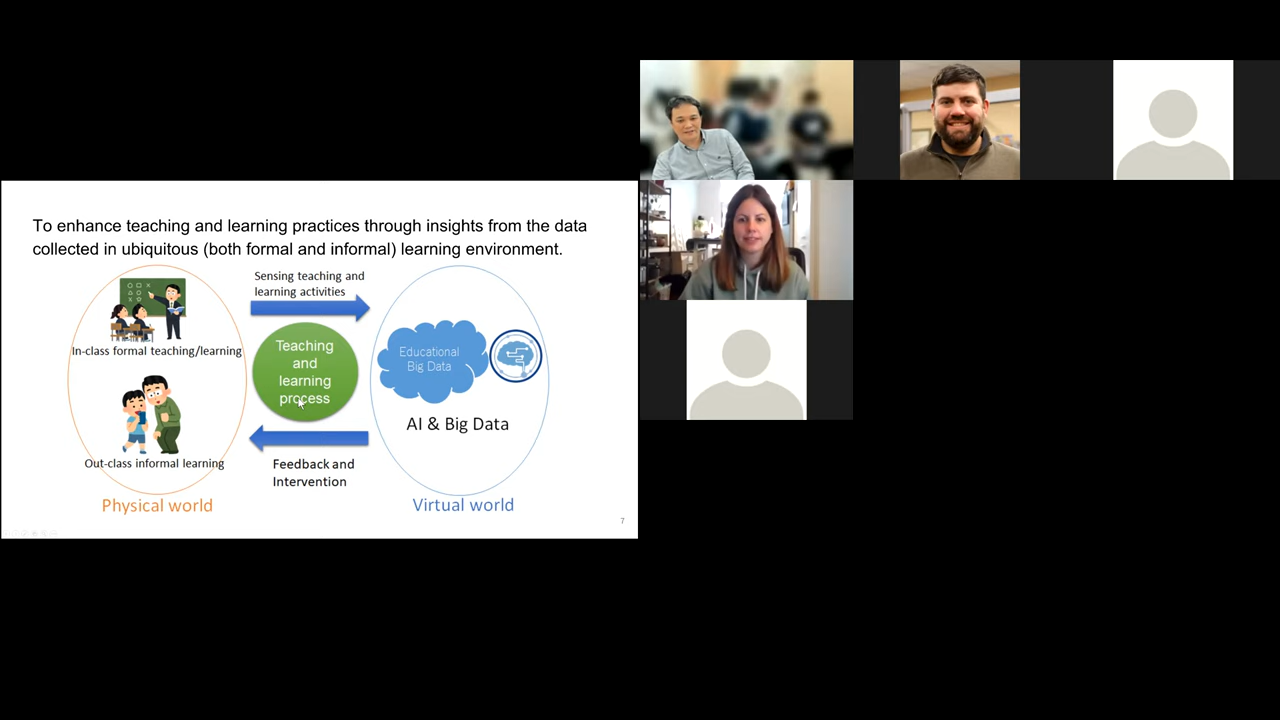 To enhance teaching and learning practices through insights from the data
collected in ubiquitous (both formal and informal) learning environment.
Sensing teaching and
learning activities
In-class formal teaching/learning
Teaching
and
learning
process
Educational
Big Data
AI & Big Data
Out-class informal learning
Feedback and
Intervention
Physical world
Virtual world
7